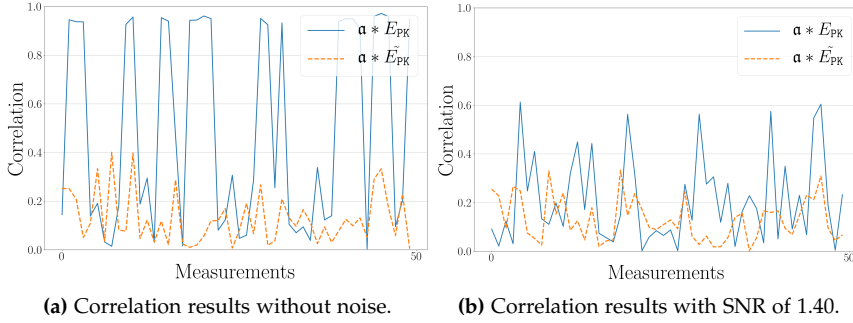 1.0
0.8
0.6
0.4
0.2
0.0
Correlation
0
50
Measurements
𝔞 ∗ E_PK
𝔞 ∗ Ẽ_PK
(a) Correlation results without noise.
1.0
0.8
0.6
0.4
0.2
0.0
Correlation
0
50
Measurements
𝔞 ∗ E_PK
𝔞 ∗ Ẽ_PK
(b) Correlation results with SNR of 1.40.